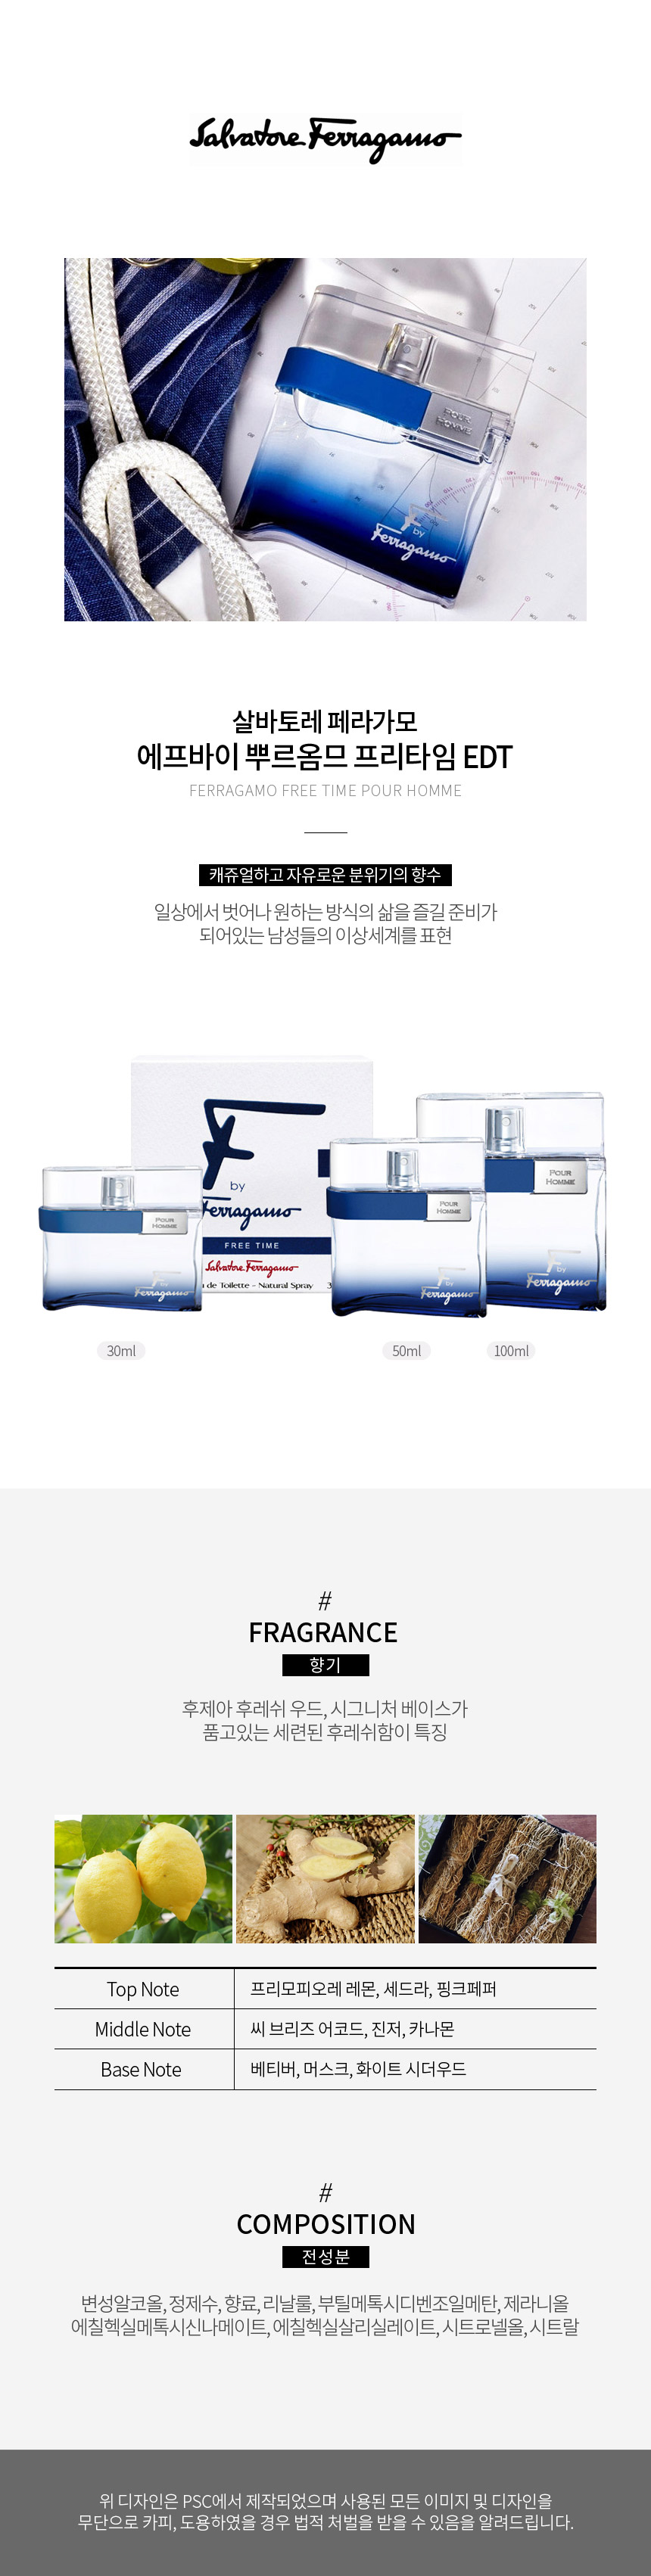 Salvatore Ferragamo
POUR
HOMME
F
by
Ferragamo
살바토레 페라가모
에프바이 뿌르옴므 프리타임 EDT
FERRAGAMO FREE TIME POUR HOMME
캐쥬얼하고 자유로운 분위기의 향수
일상에서 벗어나 원하는 방식의 삶을 즐길 준비가
되어있는 남성들의 이상세계를 표현
F
by
Ferragamo
FREE TIME
Salvatore Ferragamo
de Toilette - Natural Spray
POUR
HOMME
F
by
Ferragamo
POUR
HOMME
F
by
Ferragamo
POUR
HOMME
F
by
Ferragamo
30ml
50ml
100ml
#
FRAGRANCE
향기
후제아 후레쉬 우드, 시그니처 베이스가
품고있는 세련된 후레쉬함이 특징
Top Note 프리모피오레 레몬, 세드라, 핑크페퍼
Middle Note 씨 브리즈 어코드, 진저, 카나몬
Base Note 베티버, 머스크, 화이트 시더우드
#
COMPOSITION
전성분
변성알코올, 정제수, 향료, 리날룰, 부틸메톡시디벤조일메탄, 제라니올
에칠헥실메톡시신나메이트, 에칠헥실살리실레이트, 시트로넬올, 시트랄
위 디자인은 PSC에서 제작되었으며 사용된 모든 이미지 및 디자인을
무단으로 카피, 도용하였을 경우 법적 처벌을 받을 수 있음을 알려드립니다.